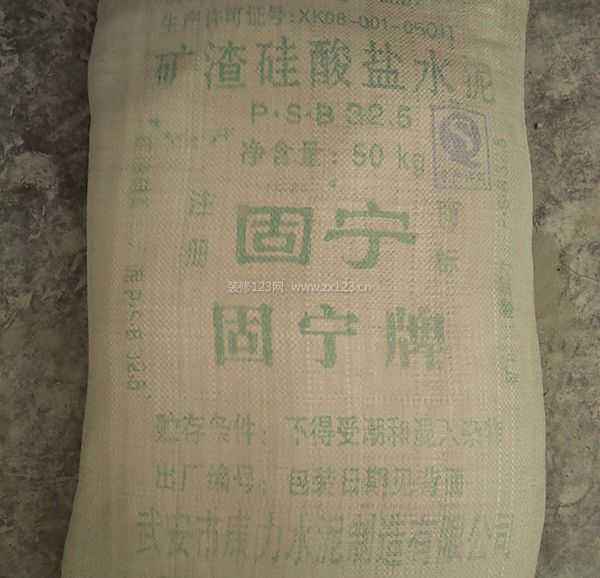 生产许可证号:XK08-001-05011
矿渣硅酸盐水泥
P·S·B 32.5
净含量: 50 kg
注册
商标
固宁
装修123网 www.zx123.cn
固宁牌
贮存条件: 不得受潮和混入杂物
出厂编号: 包装日期见背面
武安市康力水泥制造有限公司